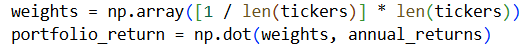 weights = np.array([1 / len(tickers)] * len(tickers))
portfolio_return = np.dot(weights, annual_returns)